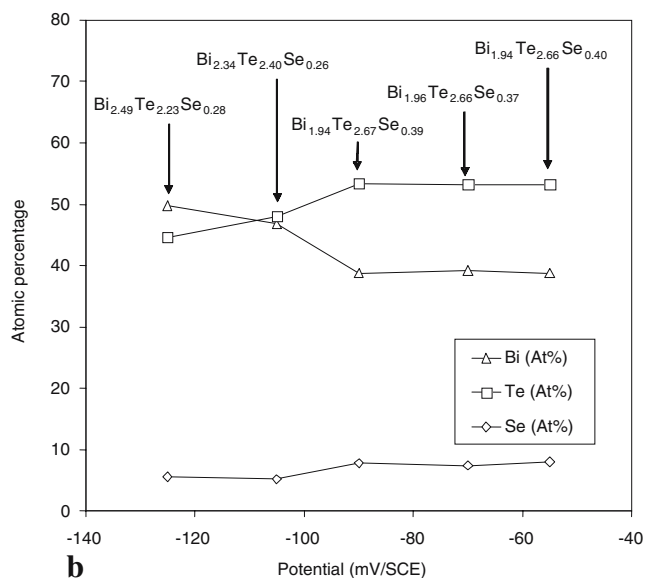 80
70
60
50
40
30
20
10
0
Atomic percentage
Bi2.34Te2.40Se0.26
Bi1.94Te2.66Se0.40
Bi2.49Te2.23Se0.28
Bi1.96Te2.66Se0.37
Bi1.94Te2.67Se0.39
Bi (At%)
Te (At%)
Se (At%)
-140 -120 -100 -80 -60 -40
b Potential (mV/SCE)